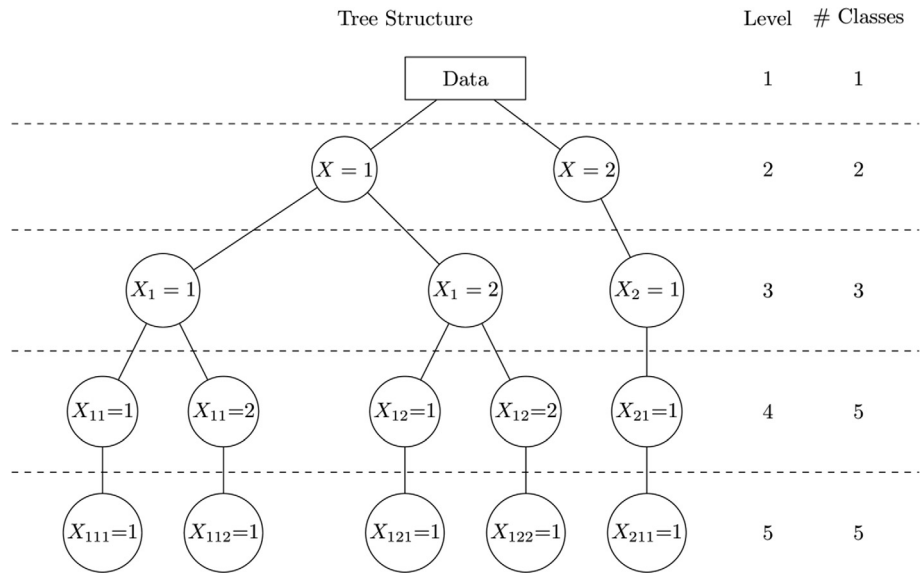 Tree Structure Level # Classes
Data 1 1
X = 1 X = 2 2 2
X₁ = 1 X₁ = 2 X₂ = 1 3 3
X₁₁=1 X₁₁=2 X₁₂=1 X₁₂=2 X₂₁=1 4 5
X₁₁₁=1 X₁₁₂=1 X₁₂₁=1 X₁₂₂=1 X₂₁₁=1 5 5